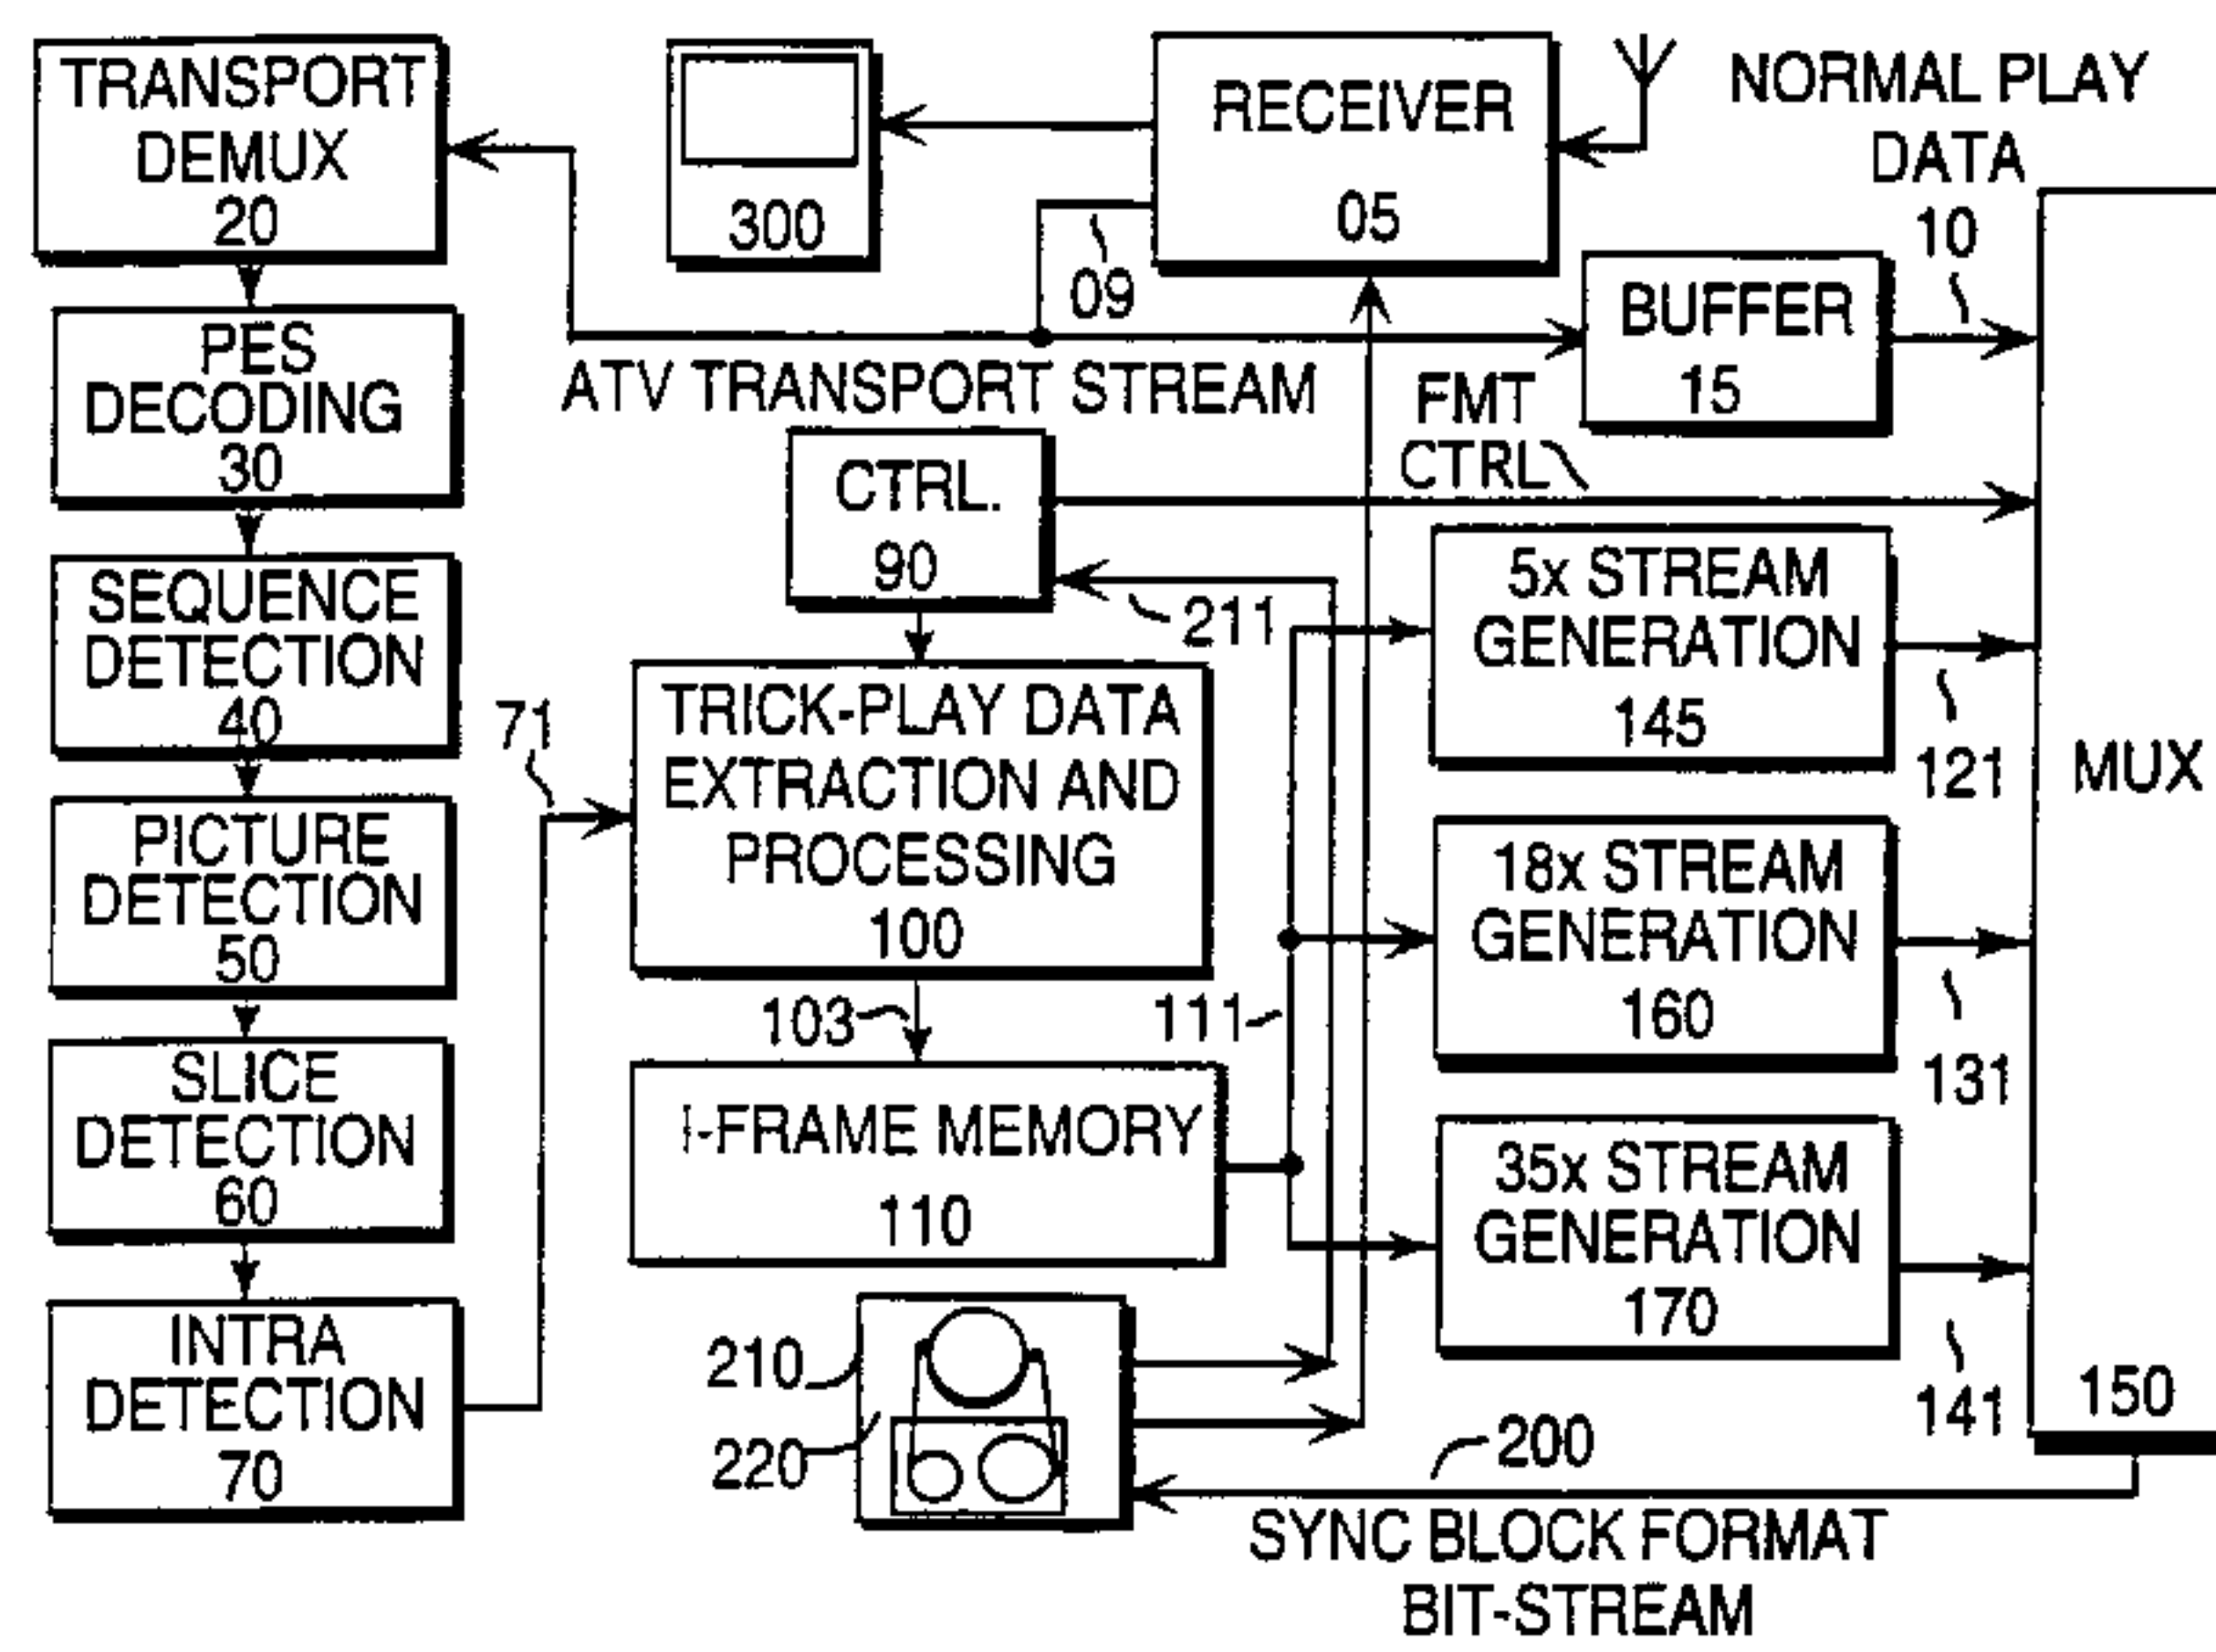 TRANSPORT
DEMUX
20
PES
DECODING
30
SEQUENCE
DETECTION
40
PICTURE
DETECTION
50
SLICE
DETECTION
60
INTRA
DETECTION
70
71
300
RECEIVER
05
09
ATV TRANSPORT STREAM
NORMAL PLAY
DATA
10
BUFFER
15
FMT
CTRL
CTRL.
90
211
TRICK-PLAY DATA
EXTRACTION AND
PROCESSING
100
103
I-FRAME MEMORY
110
111
5x STREAM
GENERATION
145
121
18x STREAM
GENERATION
160
131
35x STREAM
GENERATION
170
141
MUX
150
210
220
200
SYNC BLOCK FORMAT
BIT-STREAM